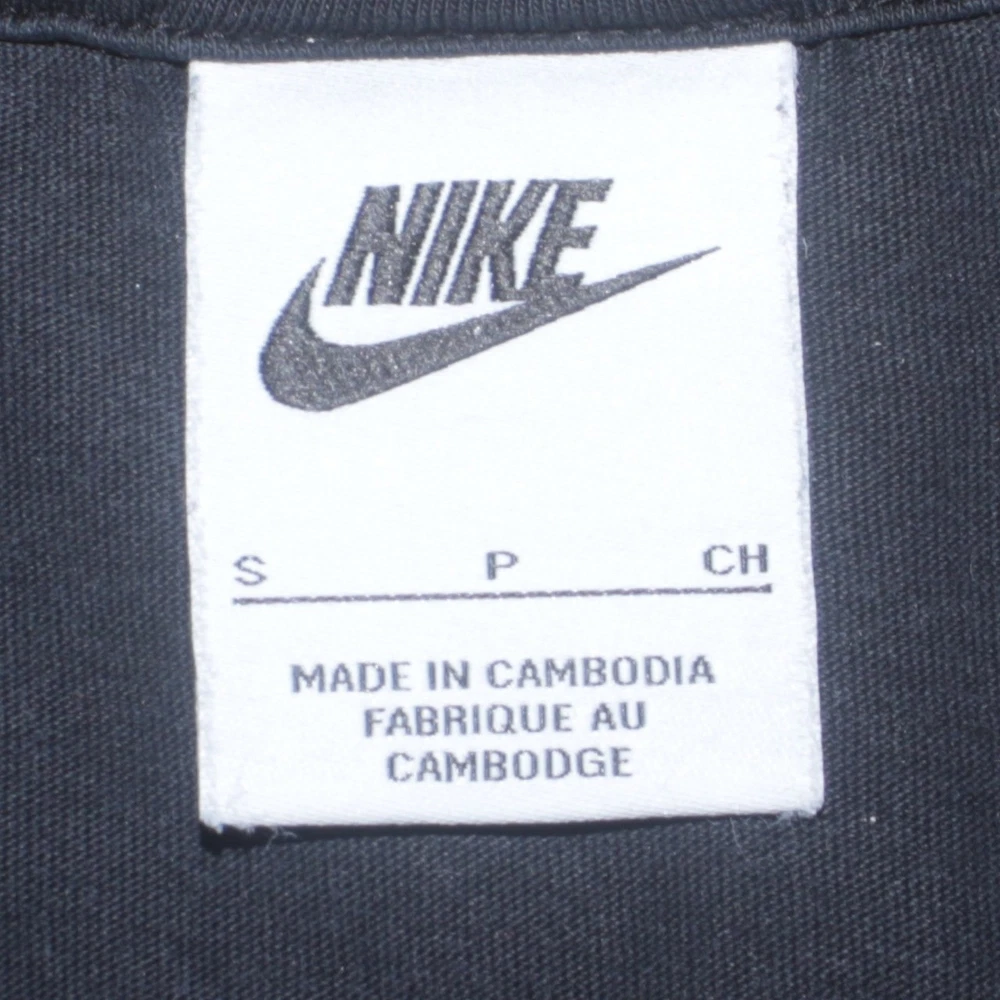 NIKE
S P CH
MADE IN CAMBODIA
FABRIQUE AU
CAMBODGE